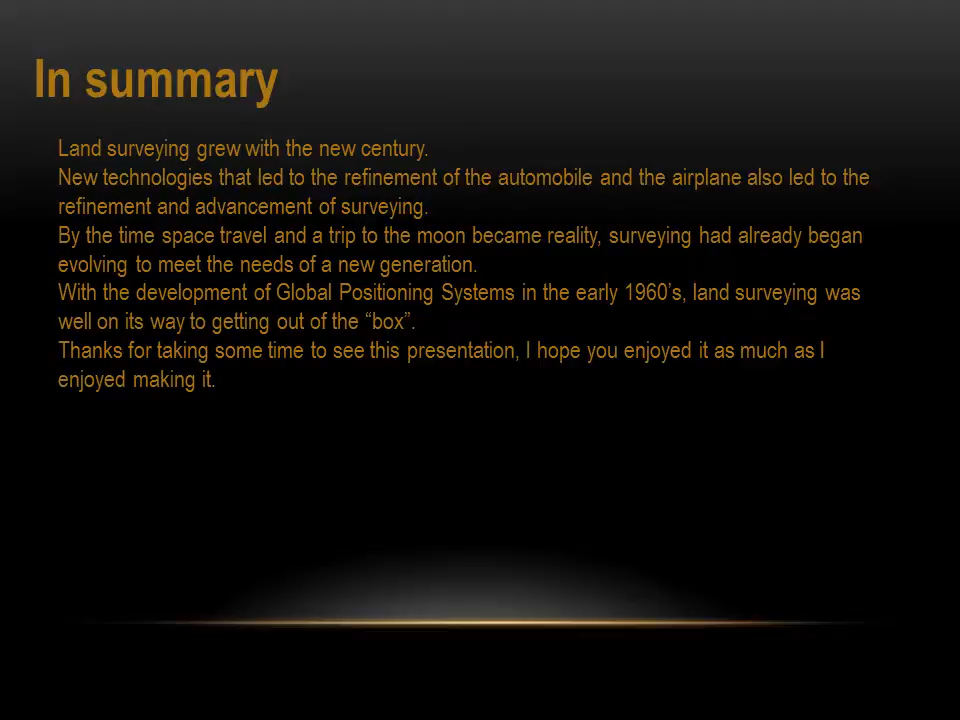 In summary
Land surveying grew with the new century.
New technologies that led to the refinement of the automobile and the airplane also led to the
refinement and advancement of surveying.
By the time space travel and a trip to the moon became reality, surveying had already began
evolving to meet the needs of a new generation.
With the development of Global Positioning Systems in the early 1960’s, land surveying was
well on its way to getting out of the “box”.
Thanks for taking some time to see this presentation, I hope you enjoyed it as much as I
enjoyed making it.